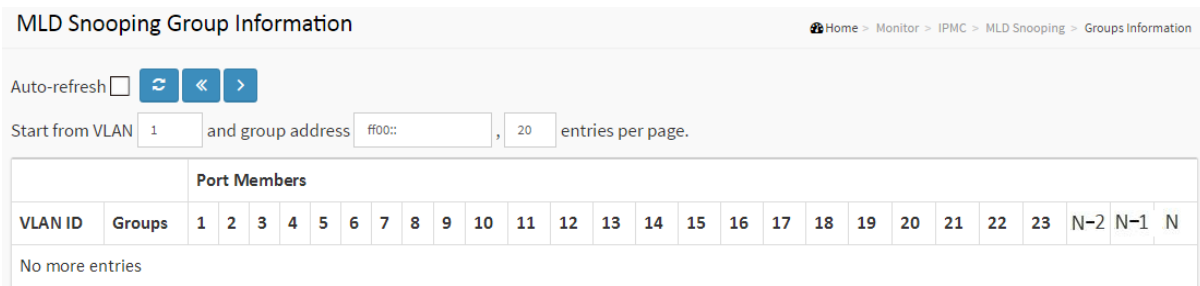 MLD Snooping Group Information
Home > Monitor > IPMC > MLD Snooping > Groups Information
Auto-refresh
Start from VLAN 1 and group address ff00:: , 20 entries per page.
Port Members
VLAN ID Groups 1 2 3 4 5 6 7 8 9 10 11 12 13 14 15 16 17 18 19 20 21 22 23 N-2 N-1 N
No more entries